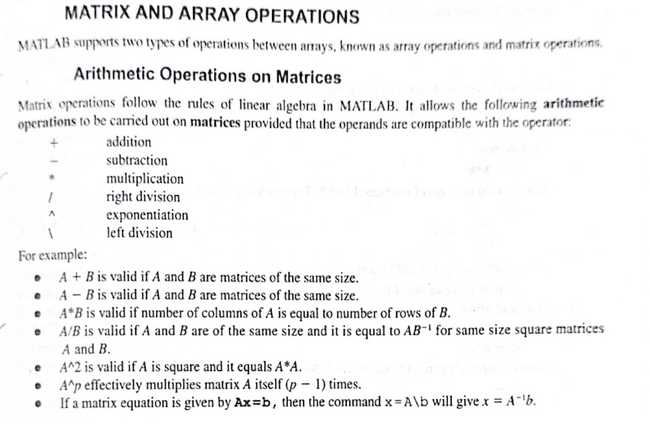 MATRIX AND ARRAY OPERATIONS
MATLAB supports two types of operations between arrays, known as array operations and matrix operations.
Arithmetic Operations on Matrices
Matrix operations follow the rules of linear algebra in MATLAB. It allows the following arithmetic
operations to be carried out on matrices provided that the operands are compatible with the operator:
+ addition
− subtraction
* multiplication
/ right division
^ exponentiation
\ left division
For example:
• A + B is valid if A and B are matrices of the same size.
• A − B is valid if A and B are matrices of the same size.
• A*B is valid if number of columns of A is equal to number of rows of B.
• A/B is valid if A and B are of the same size and it is equal to AB⁻¹ for same size square matrices
A and B.
• A^2 is valid if A is square and it equals A*A.
• A^p effectively multiplies matrix A itself (p − 1) times.
• If a matrix equation is given by Ax=b, then the command x=A\b will give x = A⁻¹b.